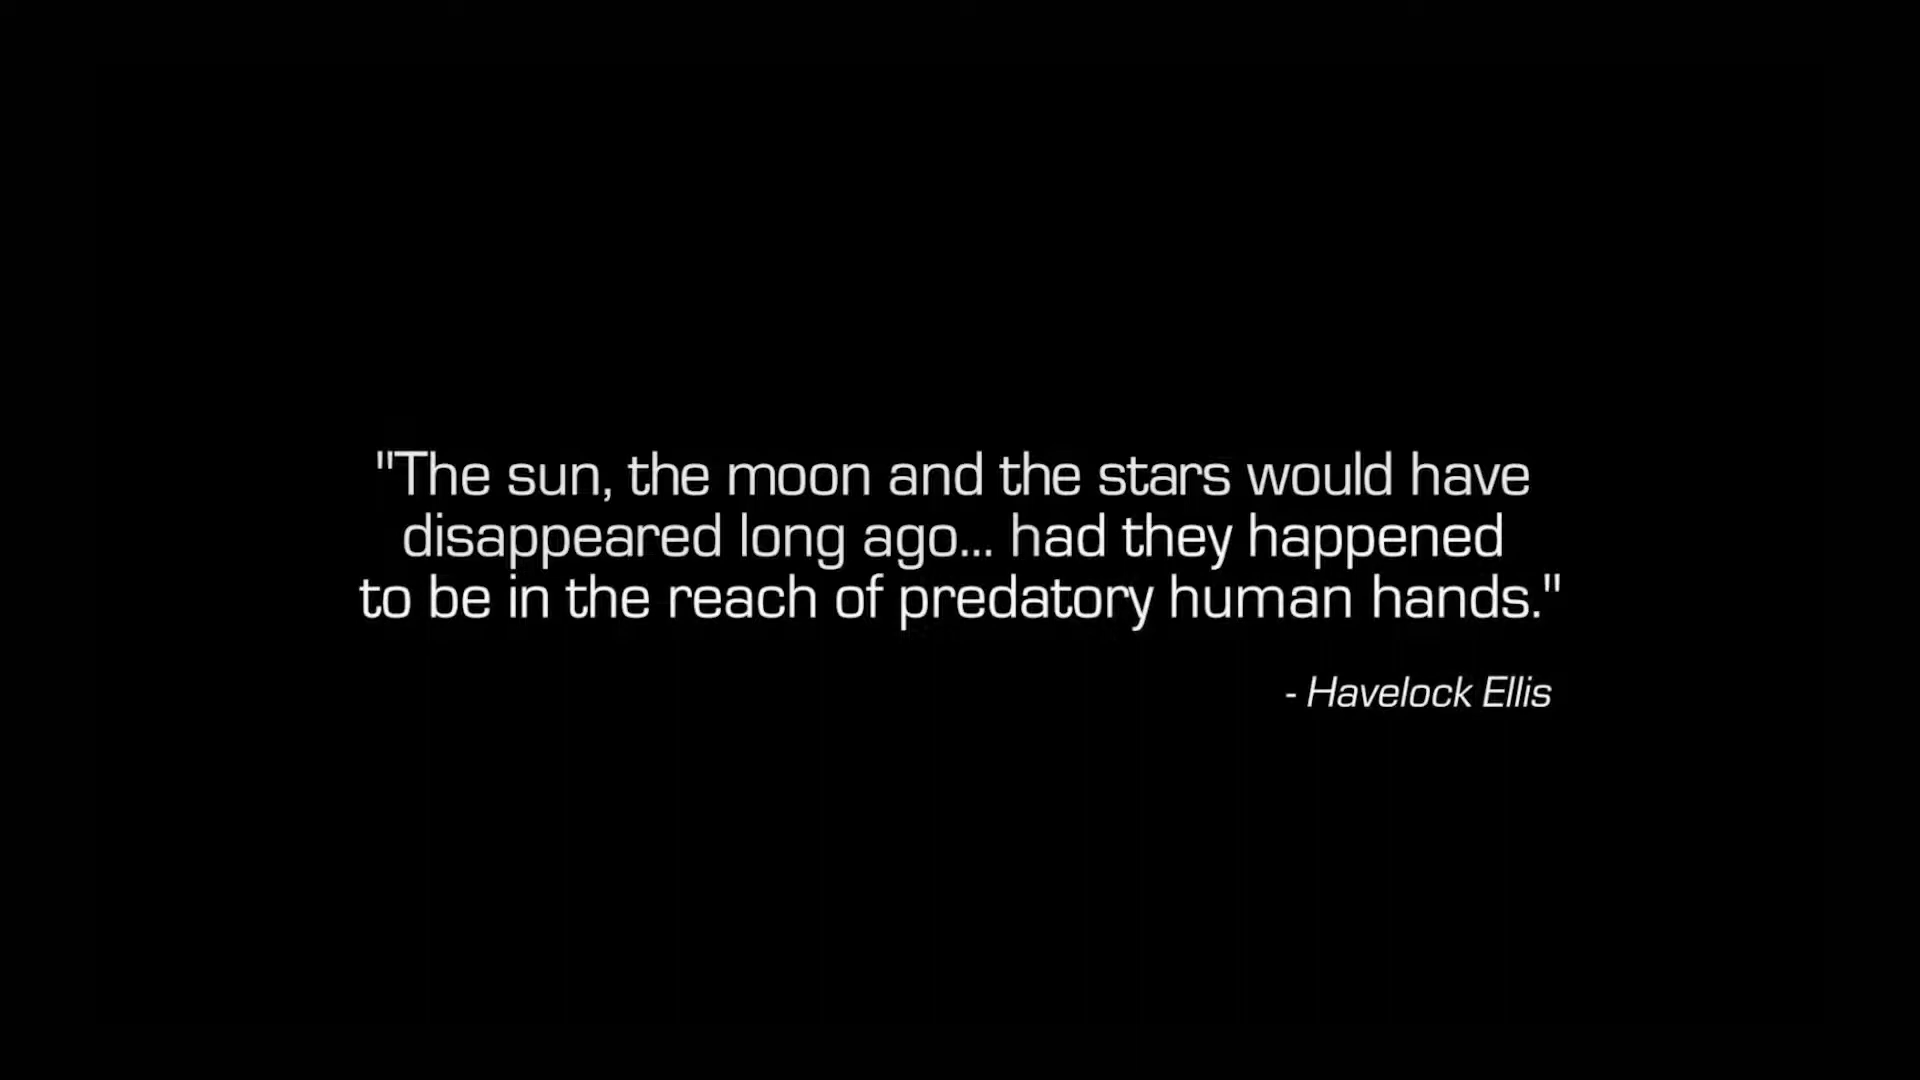 "The sun, the moon and the stars would have
disappeared long ago... had they happened
to be in the reach of predatory human hands."
- Havelock Ellis